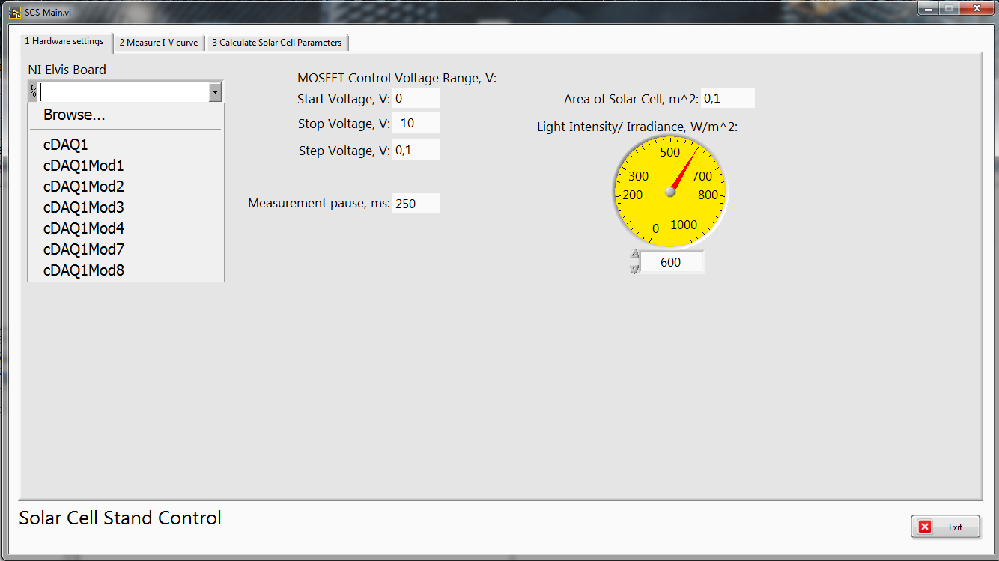 SCS Main.vi
1 Hardware settings
2 Measure I-V curve
3 Calculate Solar Cell Parameters
NI Elvis Board
Browse...
cDAQ1
cDAQ1Mod1
cDAQ1Mod2
cDAQ1Mod3
cDAQ1Mod4
cDAQ1Mod7
cDAQ1Mod8
MOSFET Control Voltage Range, V:
Start Voltage, V: 0
Stop Voltage, V: -10
Step Voltage, V: 0,1
Measurement pause, ms: 250
Area of Solar Cell, m^2: 0,1
Light Intensity/ Irradiance, W/m^2:
500
300
700
200
800
0
1000
600
Solar Cell Stand Control
Exit